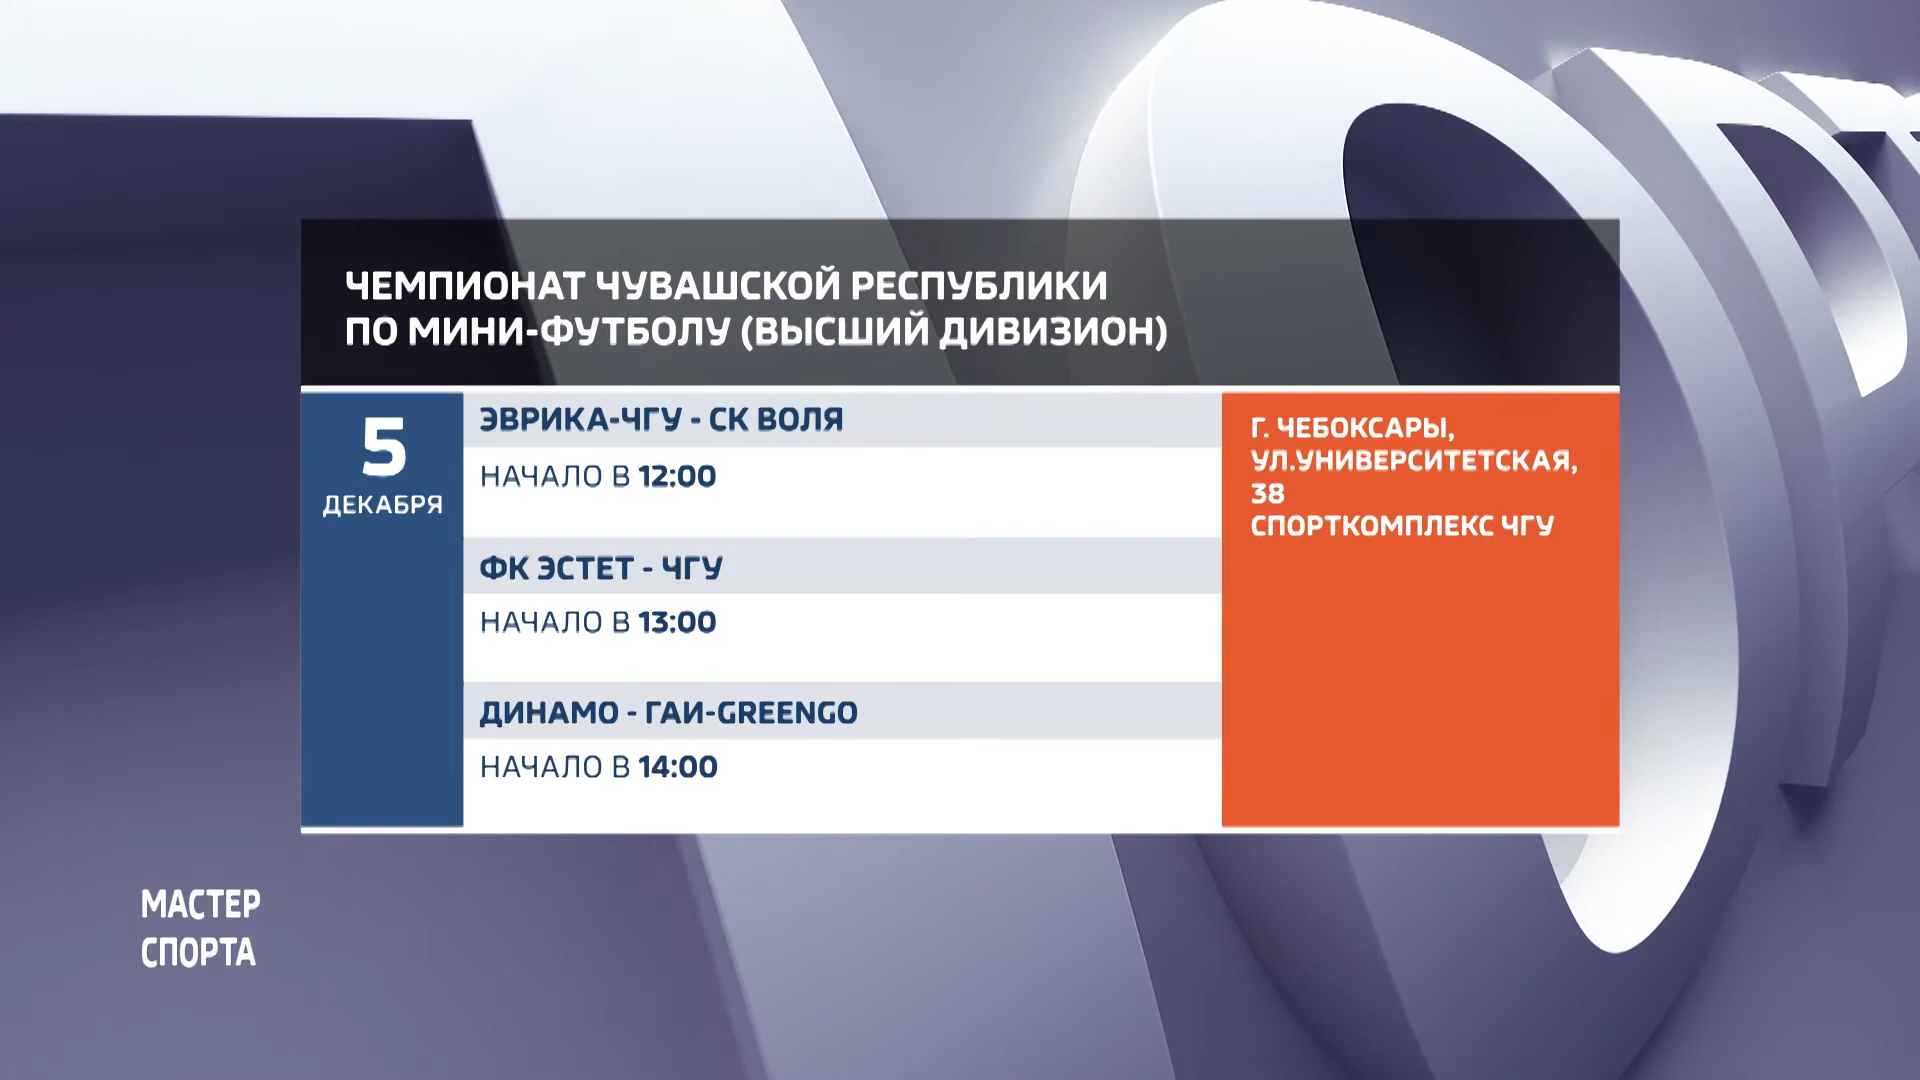 ЧЕМПИОНАТ ЧУВАШСКОЙ РЕСПУБЛИКИ
ПО МИНИ-ФУТБОЛУ (ВЫСШИЙ ДИВИЗИОН)
5
ДЕКАБРЯ
ЭВРИКА-ЧГУ - СК ВОЛЯ
НАЧАЛО В 12:00
ФК ЭСТЕТ - ЧГУ
НАЧАЛО В 13:00
ДИНАМО - ГАИ-GREENGO
НАЧАЛО В 14:00
Г. ЧЕБОКСАРЫ,
УЛ.УНИВЕРСИТЕТСКАЯ,
38
СПОРТКОМПЛЕКС ЧГУ
МАСТЕР
СПОРТА